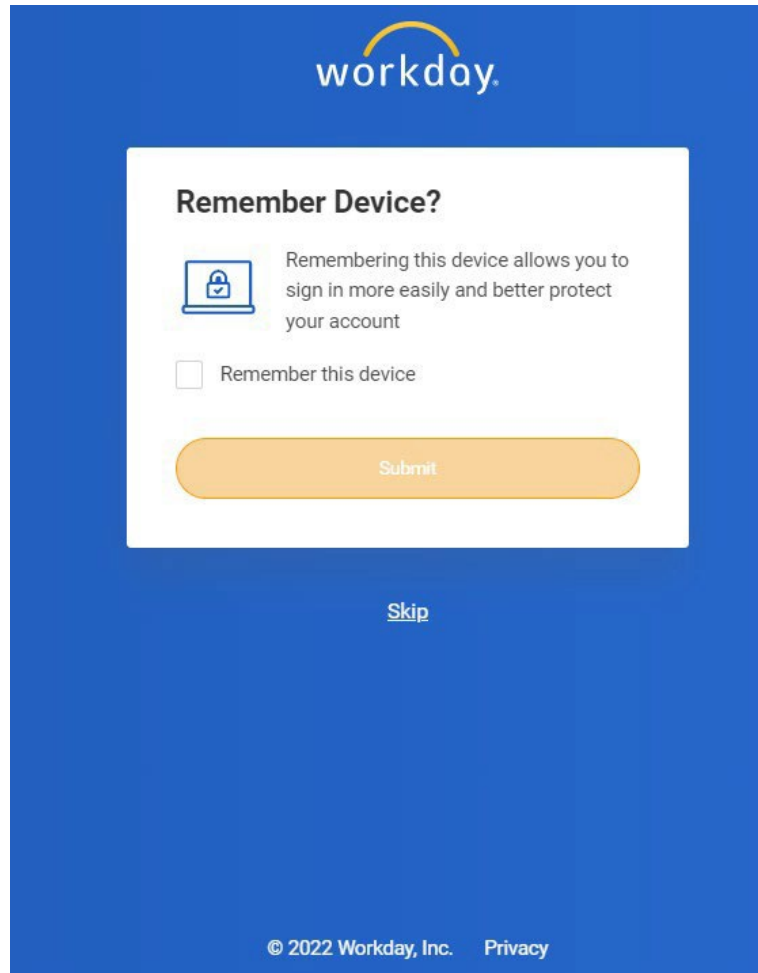 workday.
Remember Device?
Remembering this device allows you to
sign in more easily and better protect
your account
Remember this device
Submit
Skip
© 2022 Workday, Inc. Privacy